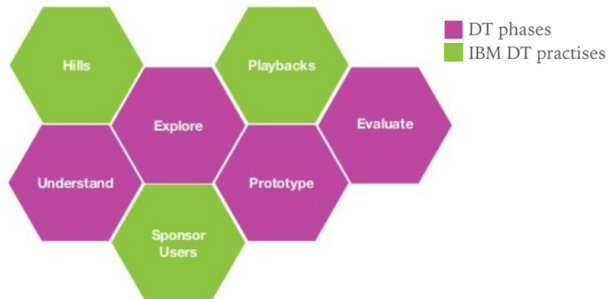 DT phases
IBM DT practises
Hills
Playbacks
Explore
Evaluate
Understand
Prototype
Sponsor
Users